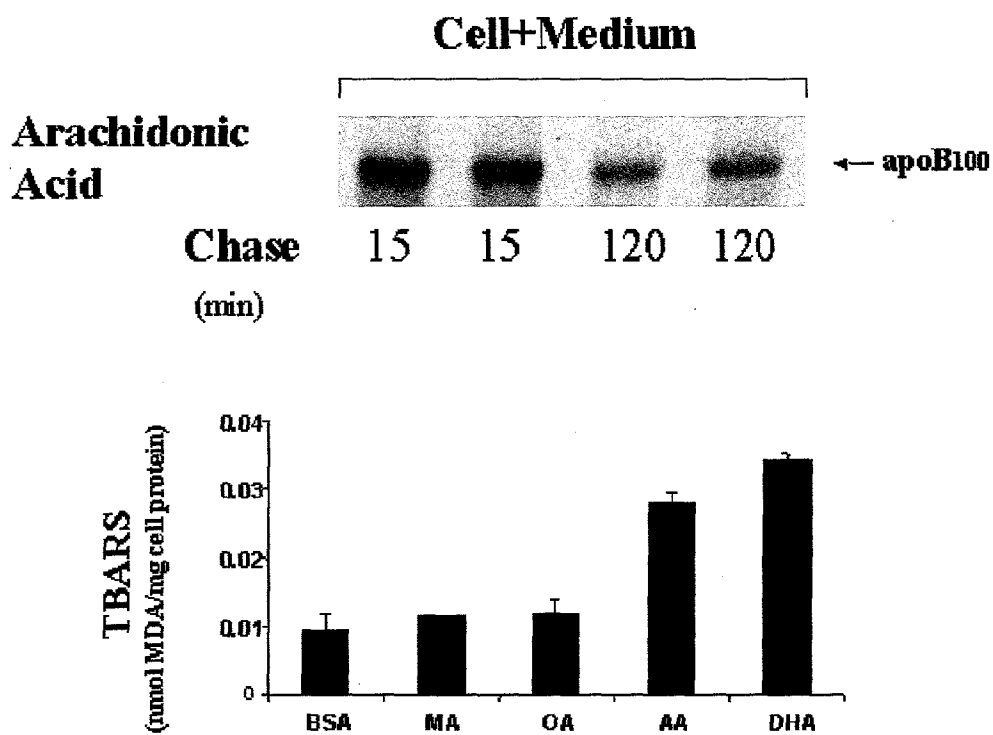 Cell+Medium
Arachidonic
Acid
← apoB100
Chase 15 15 120 120
(min)
TBARS
(nmol MDA/mg cell protein)
0.04
0.03
0.02
0.01
0
BSA MA OA AA DHA